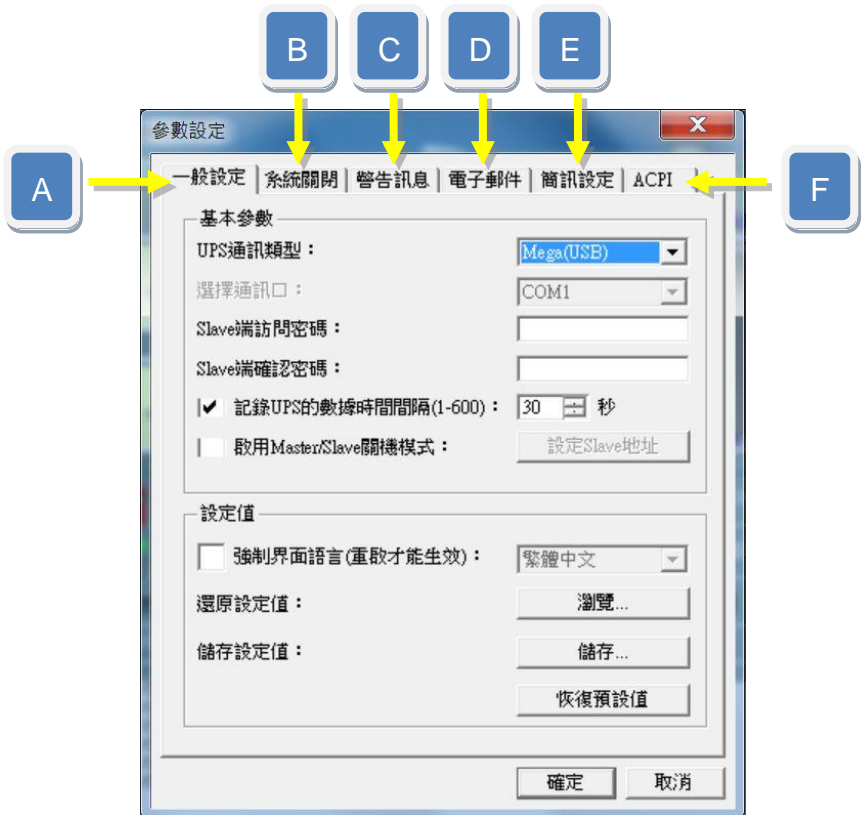 B C D E
參數設定 X
A 一般設定 系統關閉 警告訊息 電子郵件 簡訊設定 ACPI F
基本參數
UPS通訊類型： Mega(USB)
選擇通訊口： COM1
Slave端訪問密碼：
Slave端確認密碼：
記錄UPS的數據時間間隔(1-600)： 30 秒
啟用Master/Slave關機模式： 設定Slave地址
設定值
強制界面語言(重啟才能生效)： 繁體中文
還原設定值： 瀏覽...
儲存設定值： 儲存...
恢復預設值
確定 取消